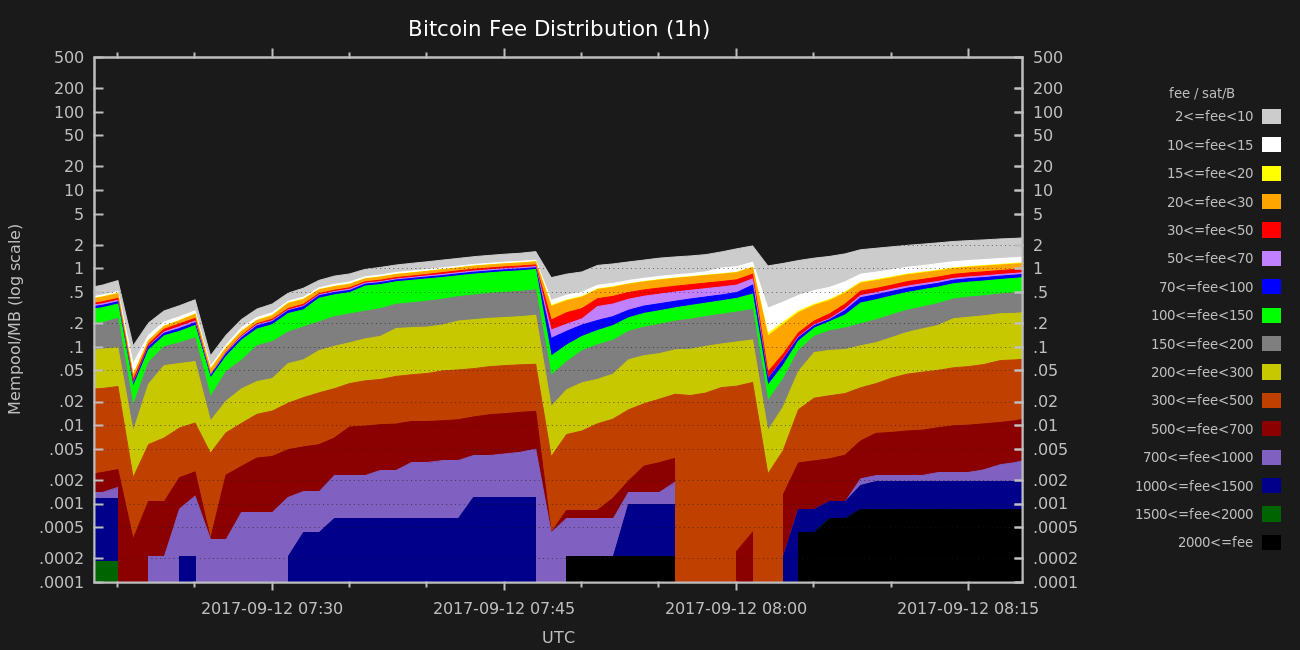 Bitcoin Fee Distribution (1h)
500
200
100
50
20
10
5
2
1
.5
.2
.1
.05
.02
.01
.005
.002
.001
.0005
.0002
.0001
Mempool/MB (log scale)
500
200
100
50
20
10
5
2
1
.5
.2
.1
.05
.02
.01
.005
.002
.001
.0005
.0002
.0001
2017-09-12 07:30
2017-09-12 07:45
2017-09-12 08:00
2017-09-12 08:15
UTC
fee / sat/B
2<=fee<10
10<=fee<15
15<=fee<20
20<=fee<30
30<=fee<50
50<=fee<70
70<=fee<100
100<=fee<150
150<=fee<200
200<=fee<300
300<=fee<500
500<=fee<700
700<=fee<1000
1000<=fee<1500
1500<=fee<2000
2000<=fee